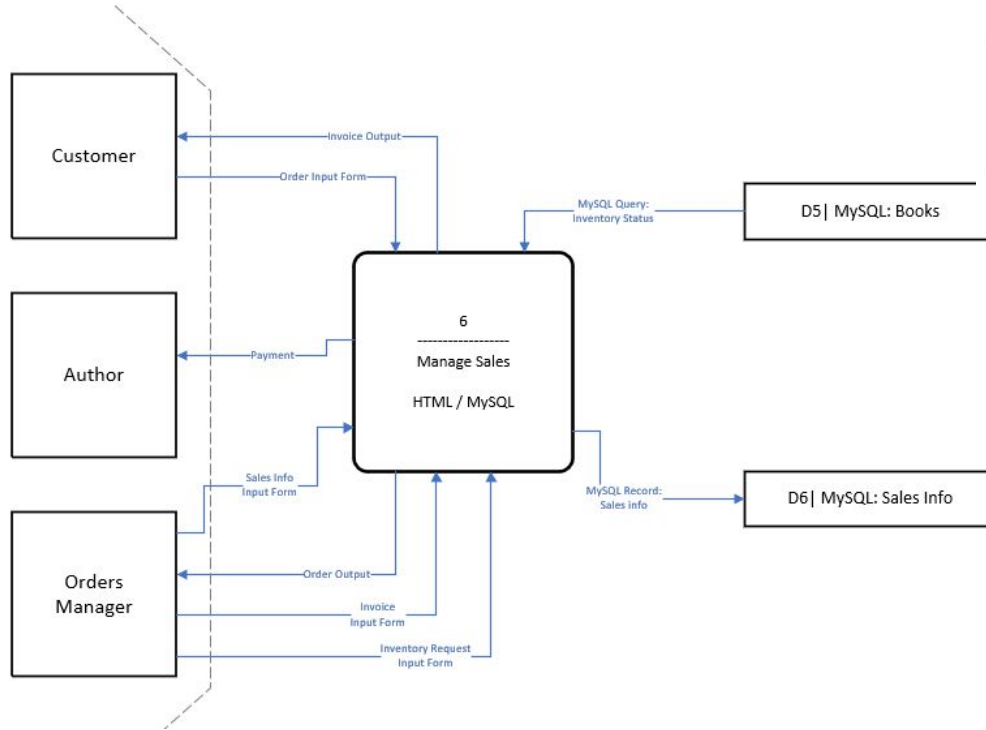 Customer
Invoice Output
Order Input Form
MySQL Query:
Inventory Status
D5| MySQL: Books
6
------------------
Manage Sales
HTML / MySQL
Author
Payment
Sales Info
Input Form
MySQL Record:
Sales info
D6| MySQL: Sales Info
Orders
Manager
Order Output
Invoice
Input Form
Inventory Request
Input Form